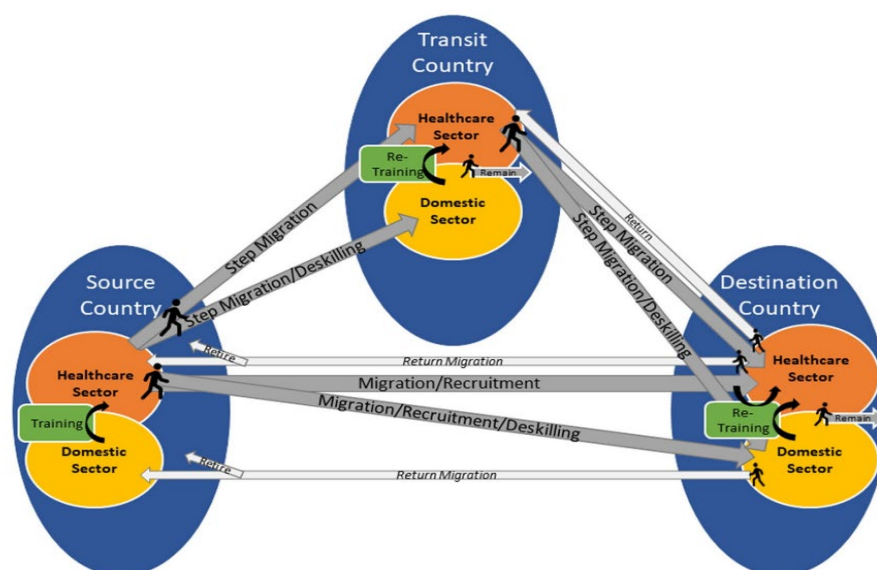 Transit
Country
Healthcare
Sector
Re-
Training
Remain
Domestic
Sector
Step Migration
Step Migration/Deskilling
Return
Step Migration
Step Migration/Deskilling
Source
Country
Destination
Country
Retire
Return Migration
Healthcare
Sector
Migration/Recruitment
Healthcare
Sector
Training
Migration/Recruitment/Deskilling
Re-
Training
Remain
Domestic
Sector
Retire
Return Migration
Domestic
Sector